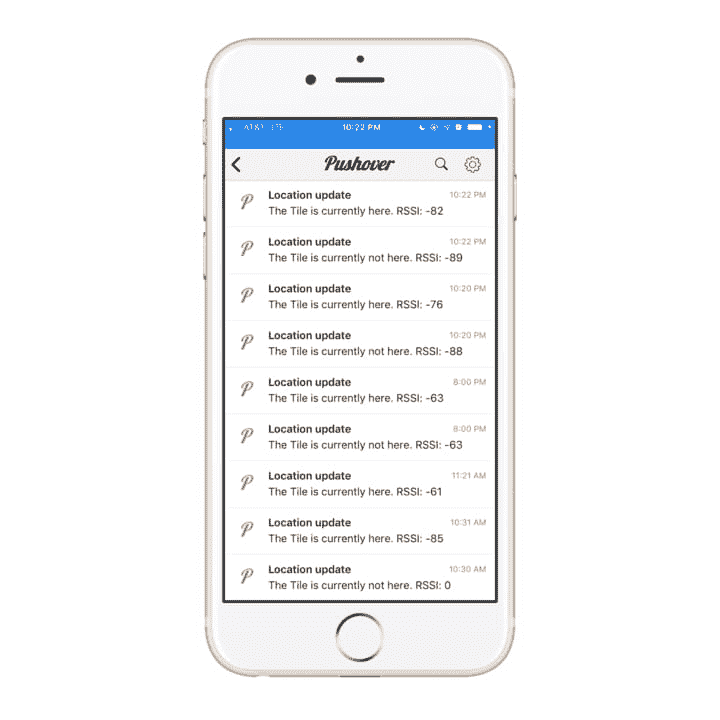 10:22 PM
Pushover
Location update 10:22 PM
The Tile is currently here. RSSI: -82
Location update 10:22 PM
The Tile is currently not here. RSSI: -89
Location update 10:20 PM
The Tile is currently here. RSSI: -76
Location update 10:20 PM
The Tile is currently not here. RSSI: -88
Location update 8:00 PM
The Tile is currently here. RSSI: -63
Location update 8:00 PM
The Tile is currently not here. RSSI: -63
Location update 11:21 AM
The Tile is currently here. RSSI: -61
Location update 10:31 AM
The Tile is currently here. RSSI: -85
Location update 10:30 AM
The Tile is currently not here. RSSI: 0